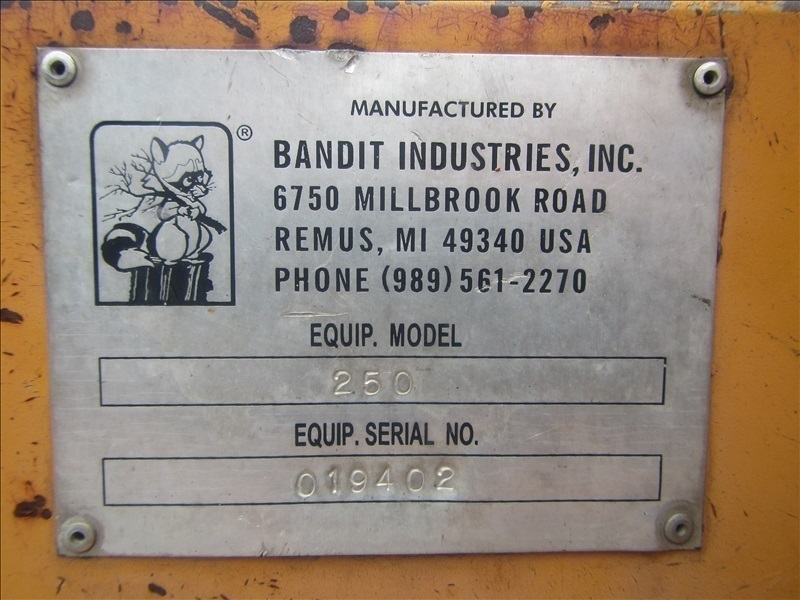 MANUFACTURED BY
®
BANDIT INDUSTRIES, INC.
6750 MILLBROOK ROAD
REMUS, MI 49340 USA
PHONE (989) 561-2270
EQUIP. MODEL
250
EQUIP. SERIAL NO.
019402